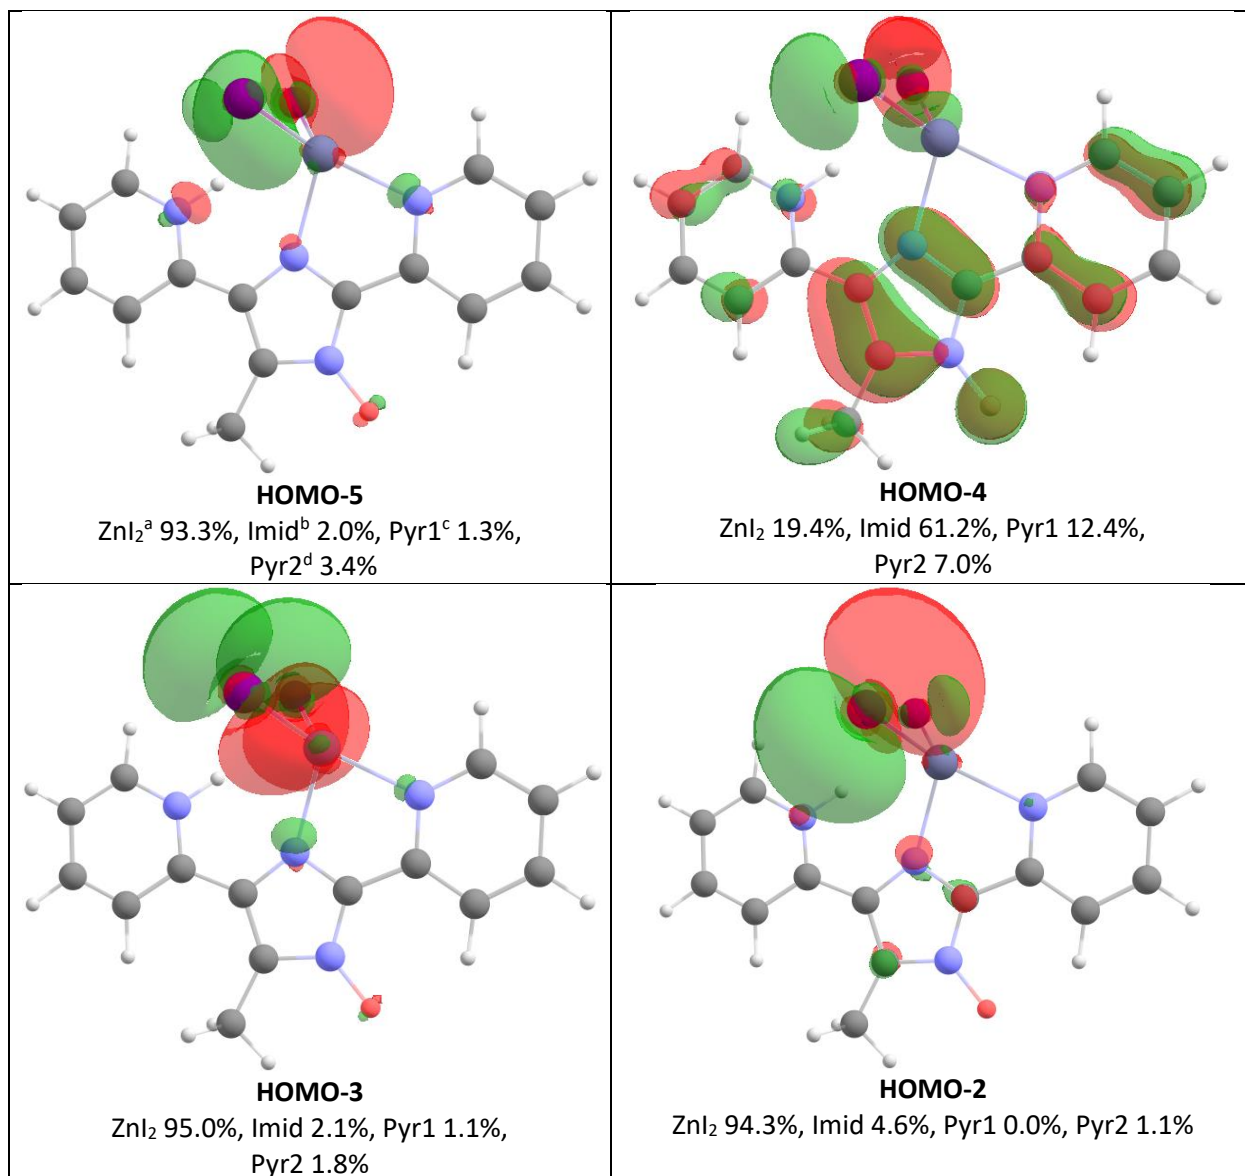 HOMO-5
ZnI₂ᵃ 93.3%, Imidᵇ 2.0%, Pyr1ᶜ 1.3%,
Pyr2ᵈ 3.4%
HOMO-4
ZnI₂ 19.4%, Imid 61.2%, Pyr1 12.4%,
Pyr2 7.0%
HOMO-3
ZnI₂ 95.0%, Imid 2.1%, Pyr1 1.1%,
Pyr2 1.8%
HOMO-2
ZnI₂ 94.3%, Imid 4.6%, Pyr1 0.0%, Pyr2 1.1%